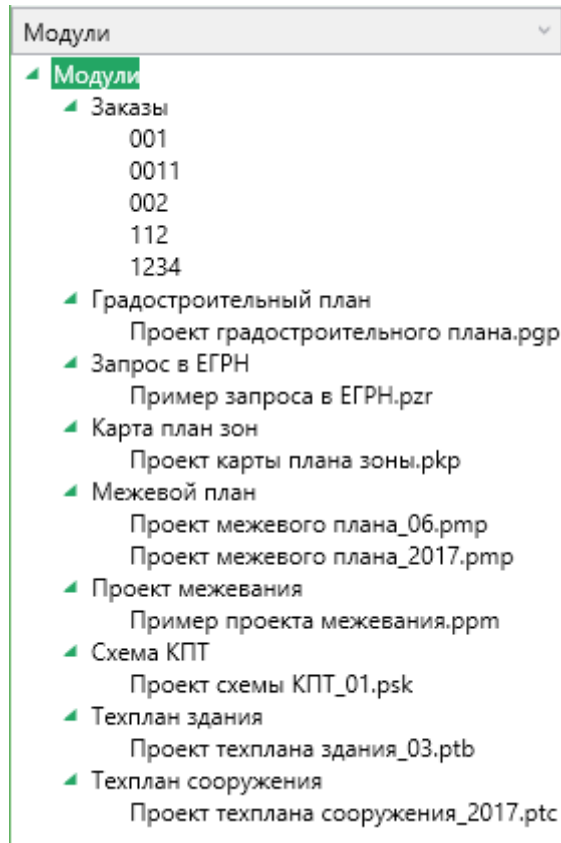 Модули
Модули
Заказы
001
0011
002
112
1234
Градостроительный план
Проект градостроительного плана.pgp
Запрос в ЕГРН
Пример запроса в ЕГРН.pzr
Карта план зон
Проект карты плана зоны.pkp
Межевой план
Проект межевого плана_06.pmp
Проект межевого плана_2017.pmp
Проект межевания
Пример проекта межевания.ppm
Схема КПТ
Проект схемы КПТ_01.psk
Техплан здания
Проект техплана здания_03.ptb
Техплан сооружения
Проект техплана сооружения_2017.ptc